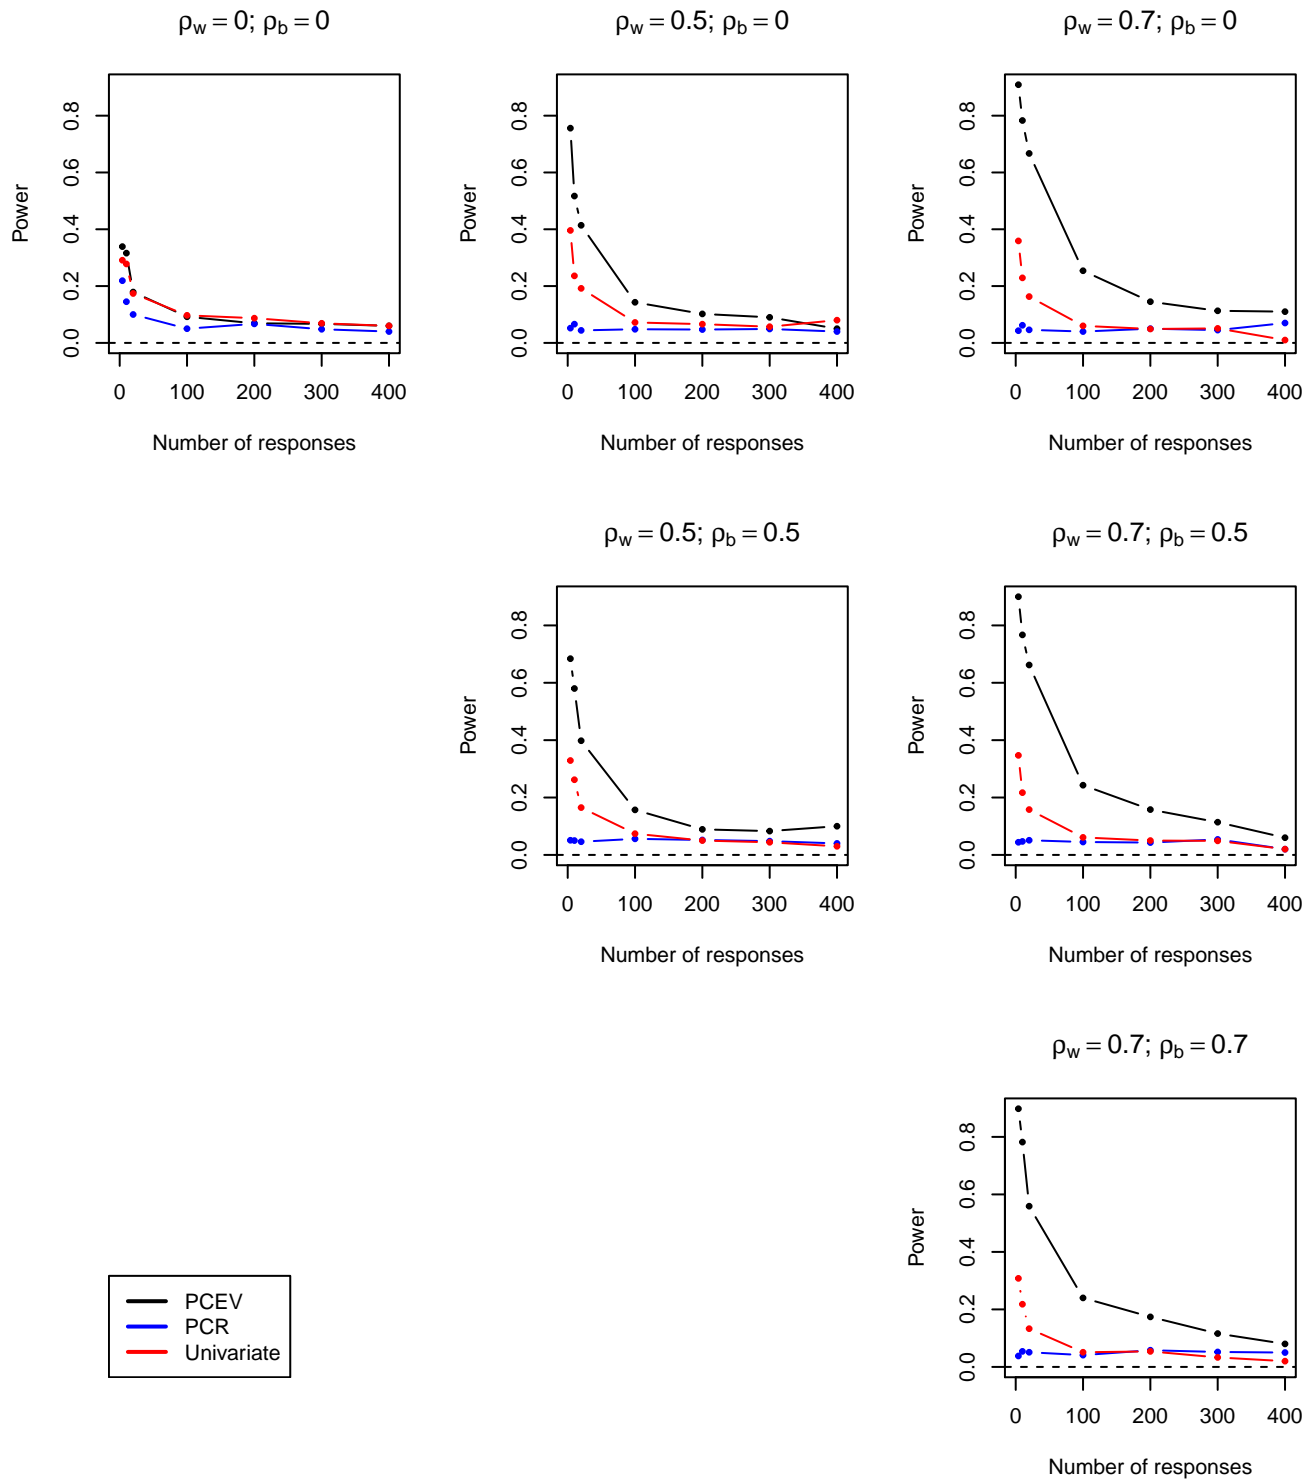 ρw = 0; ρb = 0
Power
0.0 0.2 0.4 0.6 0.8
0 100 200 300 400
Number of responses
ρw = 0.5; ρb = 0
Power
0.0 0.2 0.4 0.6 0.8
0 100 200 300 400
Number of responses
ρw = 0.7; ρb = 0
Power
0.0 0.2 0.4 0.6 0.8
0 100 200 300 400
Number of responses
ρw = 0.5; ρb = 0.5
Power
0.0 0.2 0.4 0.6 0.8
0 100 200 300 400
Number of responses
ρw = 0.7; ρb = 0.5
Power
0.0 0.2 0.4 0.6 0.8
0 100 200 300 400
Number of responses
ρw = 0.7; ρb = 0.7
Power
0.0 0.2 0.4 0.6 0.8
0 100 200 300 400
Number of responses
PCEV
PCR
Univariate